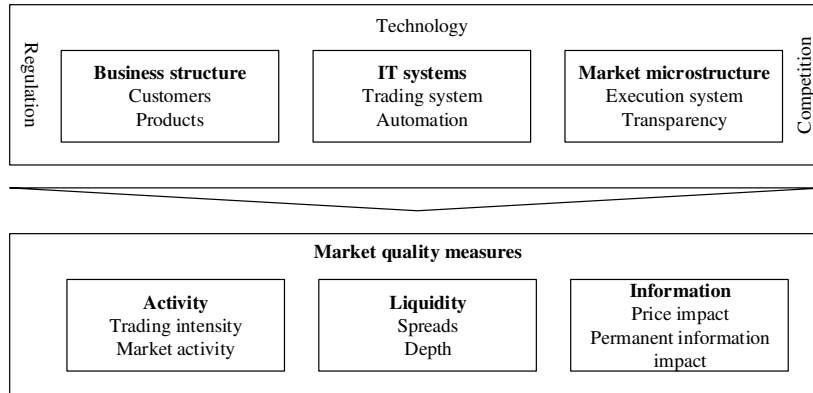 Technology
Regulation
Business structure
Customers
Products
IT systems
Trading system
Automation
Market microstructure
Execution system
Transparency
Competition
Market quality measures
Activity
Trading intensity
Market activity
Liquidity
Spreads
Depth
Information
Price impact
Permanent information
impact